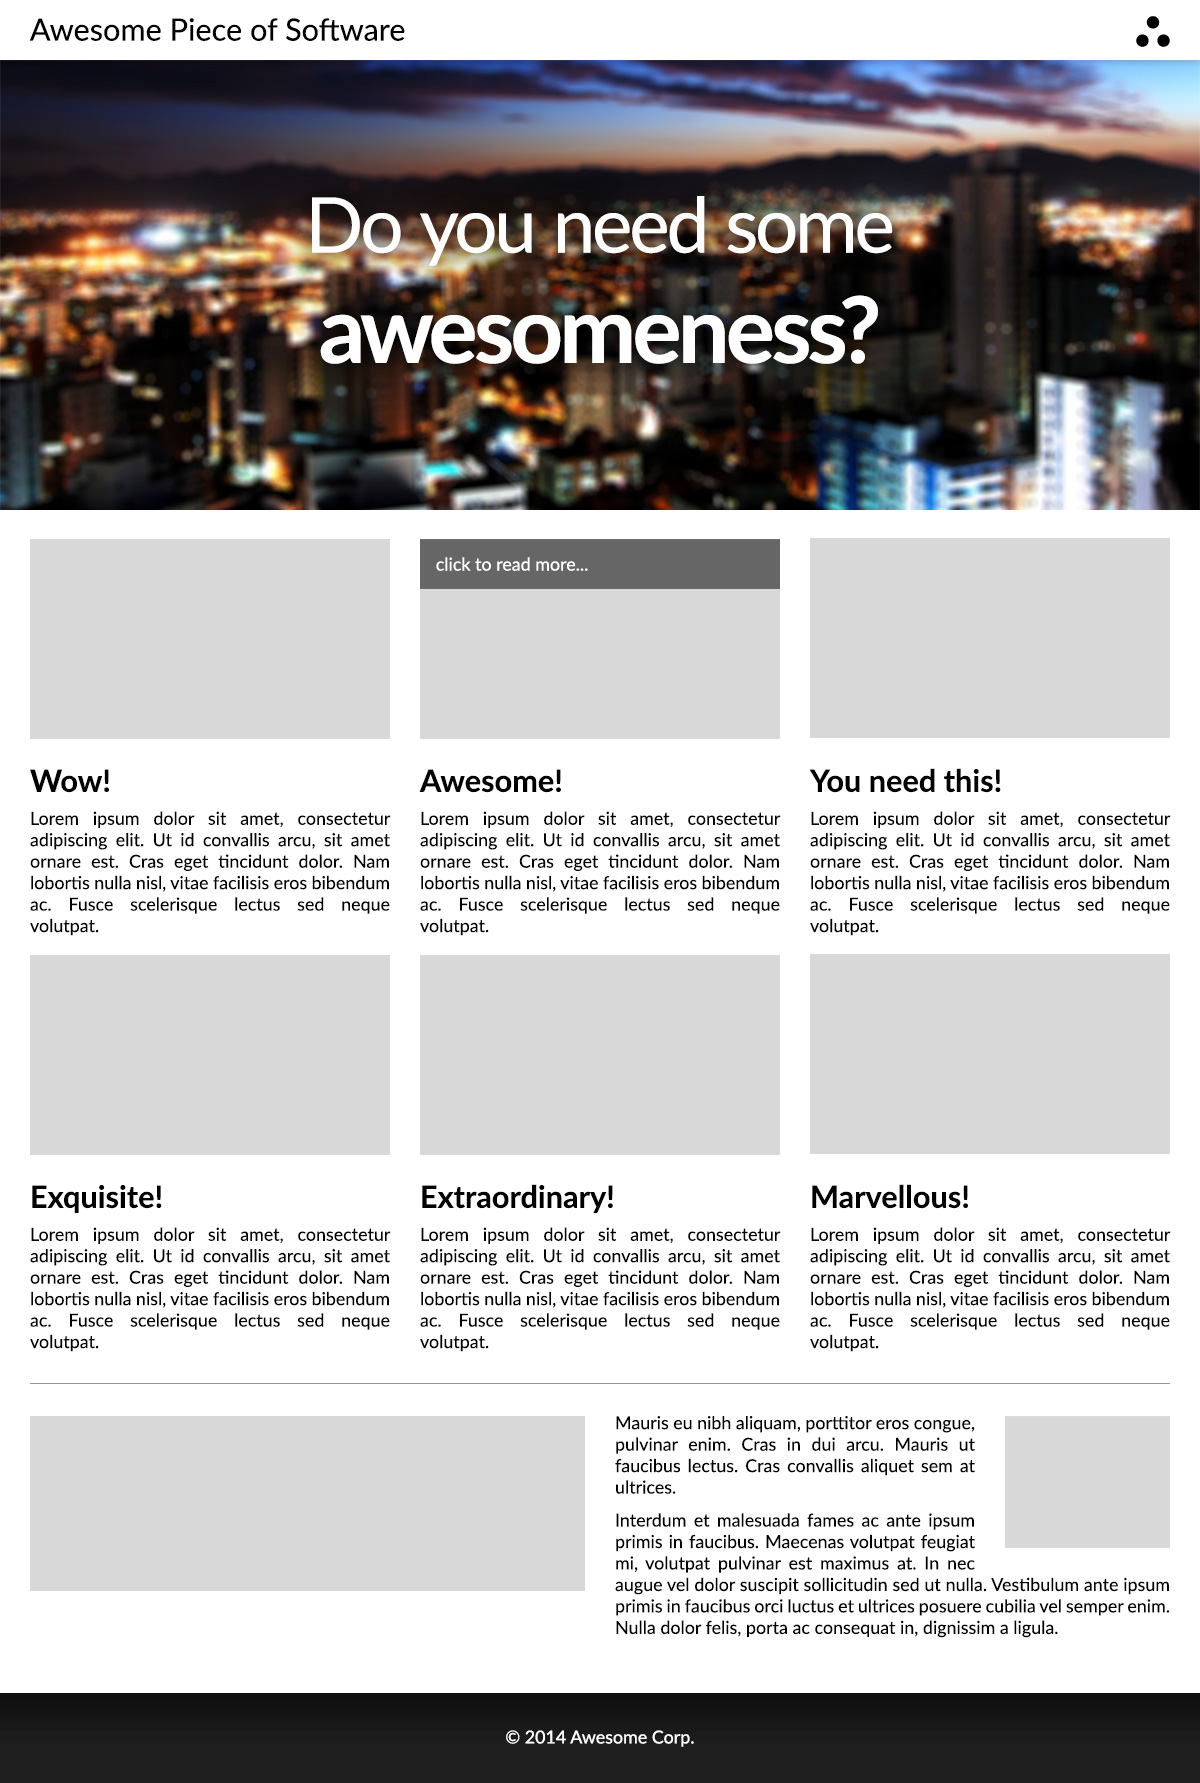 Awesome Piece of Software
Do you need some
awesomeness?
click to read more...
Wow!
Lorem ipsum dolor sit amet, consectetur
adipiscing elit. Ut id convallis arcu, sit amet
ornare est. Cras eget tincidunt dolor. Nam
lobortis nulla nisl, vitae facilisis eros bibendum
ac. Fusce scelerisque lectus sed neque
volutpat.
Awesome!
Lorem ipsum dolor sit amet, consectetur
adipiscing elit. Ut id convallis arcu, sit amet
ornare est. Cras eget tincidunt dolor. Nam
lobortis nulla nisl, vitae facilisis eros bibendum
ac. Fusce scelerisque lectus sed neque
volutpat.
You need this!
Lorem ipsum dolor sit amet, consectetur
adipiscing elit. Ut id convallis arcu, sit amet
ornare est. Cras eget tincidunt dolor. Nam
lobortis nulla nisl, vitae facilisis eros bibendum
ac. Fusce scelerisque lectus sed neque
volutpat.
Exquisite!
Lorem ipsum dolor sit amet, consectetur
adipiscing elit. Ut id convallis arcu, sit amet
ornare est. Cras eget tincidunt dolor. Nam
lobortis nulla nisl, vitae facilisis eros bibendum
ac. Fusce scelerisque lectus sed neque
volutpat.
Extraordinary!
Lorem ipsum dolor sit amet, consectetur
adipiscing elit. Ut id convallis arcu, sit amet
ornare est. Cras eget tincidunt dolor. Nam
lobortis nulla nisl, vitae facilisis eros bibendum
ac. Fusce scelerisque lectus sed neque
volutpat.
Marvellous!
Lorem ipsum dolor sit amet, consectetur
adipiscing elit. Ut id convallis arcu, sit amet
ornare est. Cras eget tincidunt dolor. Nam
lobortis nulla nisl, vitae facilisis eros bibendum
ac. Fusce scelerisque lectus sed neque
volutpat.
Mauris eu nibh aliquam, porttitor eros congue,
pulvinar enim. Cras in dui arcu. Mauris ut
faucibus lectus. Cras convallis aliquet sem at
ultrices.
Interdum et malesuada fames ac ante ipsum
primis in faucibus. Maecenas volutpat feugiat
mi, volutpat pulvinar est maximus at. In nec
augue vel dolor suscipit sollicitudin sed ut nulla. Vestibulum ante ipsum
primis in faucibus orci luctus et ultrices posuere cubilia vel semper enim.
Nulla dolor felis, porta ac consequat in, dignissim a ligula.
© 2014 Awesome Corp.